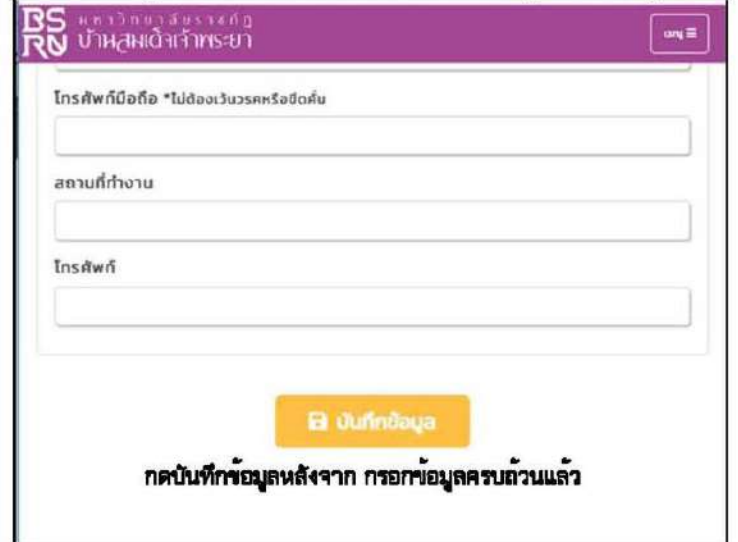 BS
RU
มหาวิทยาลัยราชภัฏ
บ้านสมเด็จเจ้าพระยา
เมนู
โทรศัพท์มือถือ *ไม่ต้องเว้นวรคหรือขีดคั่น
สถานที่ทำงาน
โทรศัพท์
บันทึกข้อมูล
กดบันทึกข้อมูลหลังจาก กรอกข้อมูลครบถ้วนแล้ว